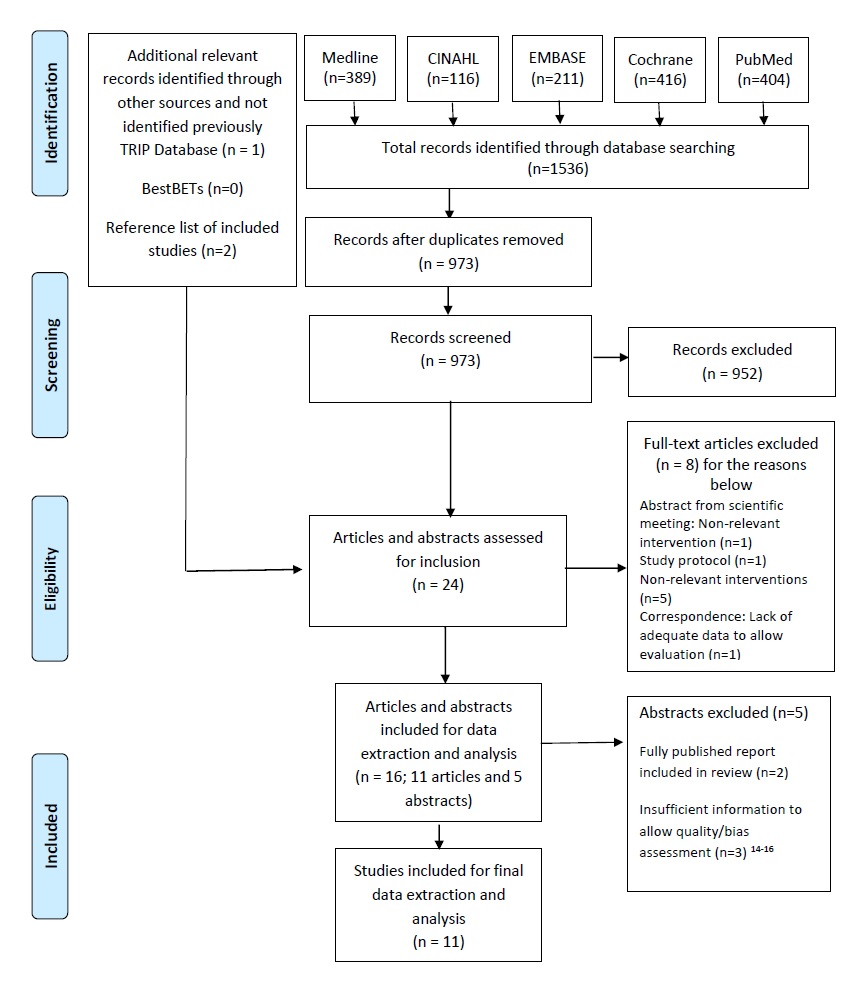 Identification
Additional relevant
records identified through
other sources and not
identified previously
TRIP Database (n = 1)
BestBETs (n=0)
Reference list of included
studies (n=2)
Medline
(n=389)
CINAHL
(n=116)
EMBASE
(n=211)
Cochrane
(n=416)
PubMed
(n=404)
Total records identified through database searching
(n=1536)
Records after duplicates removed
(n = 973)
Screening
Records screened
(n = 973)
Records excluded
(n = 952)
Full-text articles excluded
(n = 8) for the reasons
below
Abstract from scientific
meeting: Non-relevant
intervention (n=1)
Study protocol (n=1)
Non-relevant interventions
(n=5)
Correspondence: Lack of
adequate data to allow
evaluation (n=1)
Eligibility
Articles and abstracts assessed
for inclusion
(n = 24)
Articles and abstracts
included for data
extraction and analysis
(n = 16; 11 articles and 5
abstracts)
Abstracts excluded (n=5)
Fully published report
included in review (n=2)
Insufficient information to
allow quality/bias
assessment (n=3) 14-16
Included
Studies included for final
data extraction and
analysis
(n = 11)